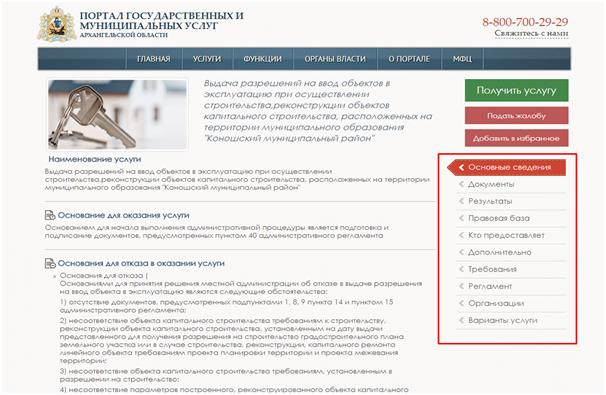 ПОРТАЛ ГОСУДАРСТВЕННЫХ И
МУНИЦИПАЛЬНЫХ УСЛУГ
АРХАНГЕЛЬСКОЙ ОБЛАСТИ
8-800-700-29-29
Свяжитесь с нами
ГЛАВНАЯ
УСЛУГИ
ФУНКЦИИ
ОРГАНЫ ВЛАСТИ
О ПОРТАЛЕ
МФЦ
Выдача разрешений на ввод объектов в
эксплуатацию при осуществлении
строительства,реконструкции объектов
капитального строительства, расположенных на
территории муниципального образования
"Коношский муниципальный район"
Получить услугу
Подать жалобу
Добавить в избранное
Наименование услуги
Выдача разрешений на ввод объектов в эксплуатацию при осуществлении
строительства,реконструкции объектов капитального строительства, расположенных на территории
муниципального образования "Коношский муниципальный район"
Основание для оказания услуги
Основанием для начала выполнения административной процедуры является подготовка и
подписание документов, предусмотренных пунктом 40 административного регламента
Основания для отказа в оказании услуги
Основания для отказа (
Основаниями для принятия решения местной администрации об отказе в выдаче разрешения
на ввод объекта в эксплуатацию являются следующие обстоятельства:
1) отсутствие документов, предусмотренных подпунктами 1, 8, 9 пункта 14 и пунктом 15
административного регламента;
2) несоответствие объекта капитального строительства требованиям к строительству,
реконструкции объекта капитального строительства, установленным на дату выдачи
представленного для получения разрешения на строительство градостроительного плана
земельного участка или в случае строительства, реконструкции, капитального ремонта
линейного объекта требованиям проекта планировки территории и проекта межевания
территории;
3) несоответствие объекта капитального строительства требованиям, установленным в
разрешении на строительство;
4) несоответствие параметров построенного, реконструированного объекта капитального
Основные сведения
Документы
Результаты
Правовая база
Кто предоставляет
Дополнительно
Требования
Регламент
Организации
Варианты услуги